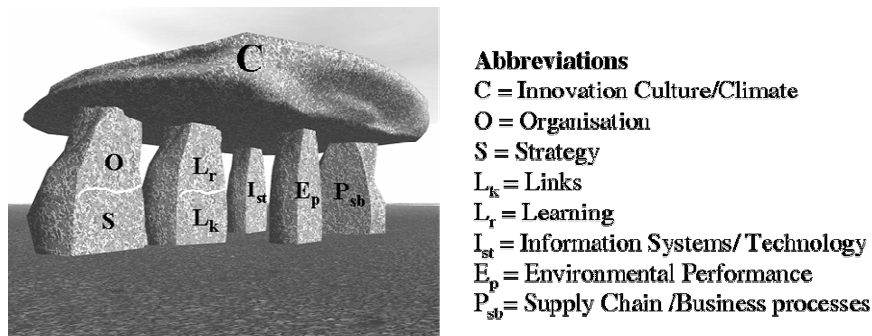 C
O
S
Lr
Lk
Ist
Ep
Psb
Abbreviations
C = Innovation Culture/Climate
O = Organisation
S = Strategy
Lk = Links
Lr = Learning
Ist = Information Systems/ Technology
Ep = Environmental Performance
Psb= Supply Chain /Business processes